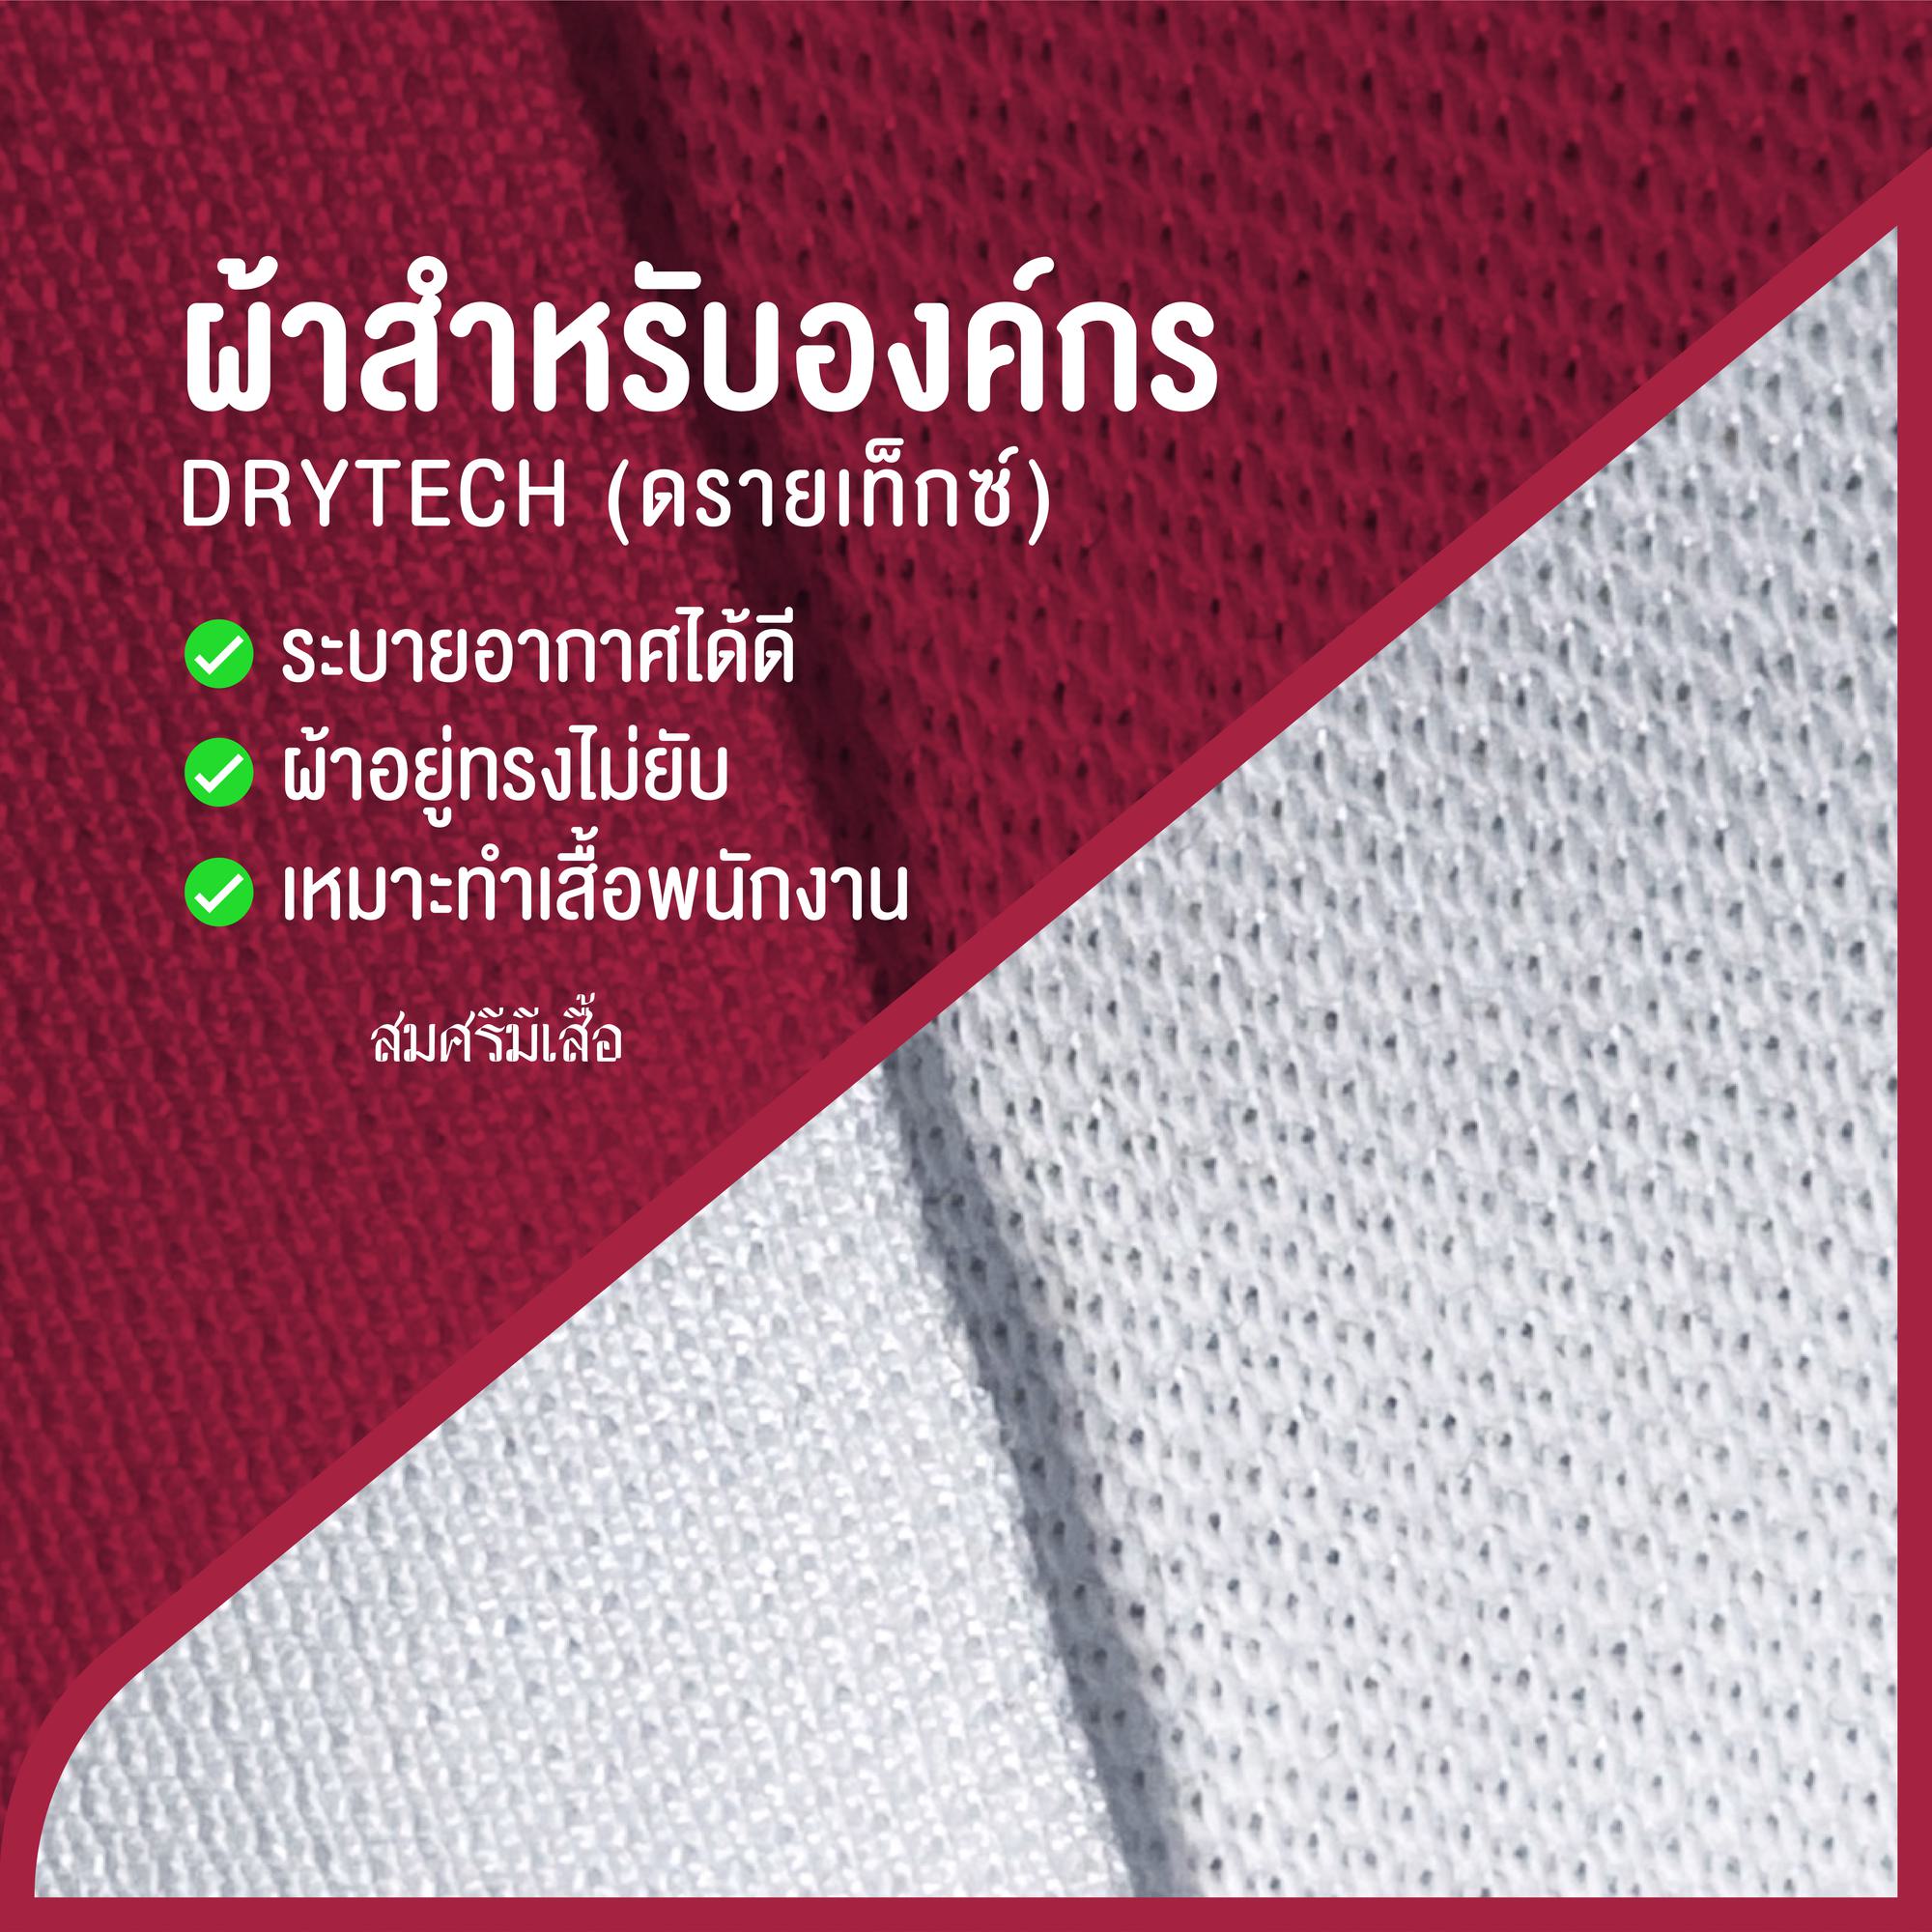 ผ้าสำหรับองค์กร
DRYTECH (ดรายเท็กซ์)
ระบายอากาศได้ดี
ผ้าอยู่ทรงไม่ยับ
เหมาะทำเสื้อพนักงาน
สมศรีมีเสื้อ